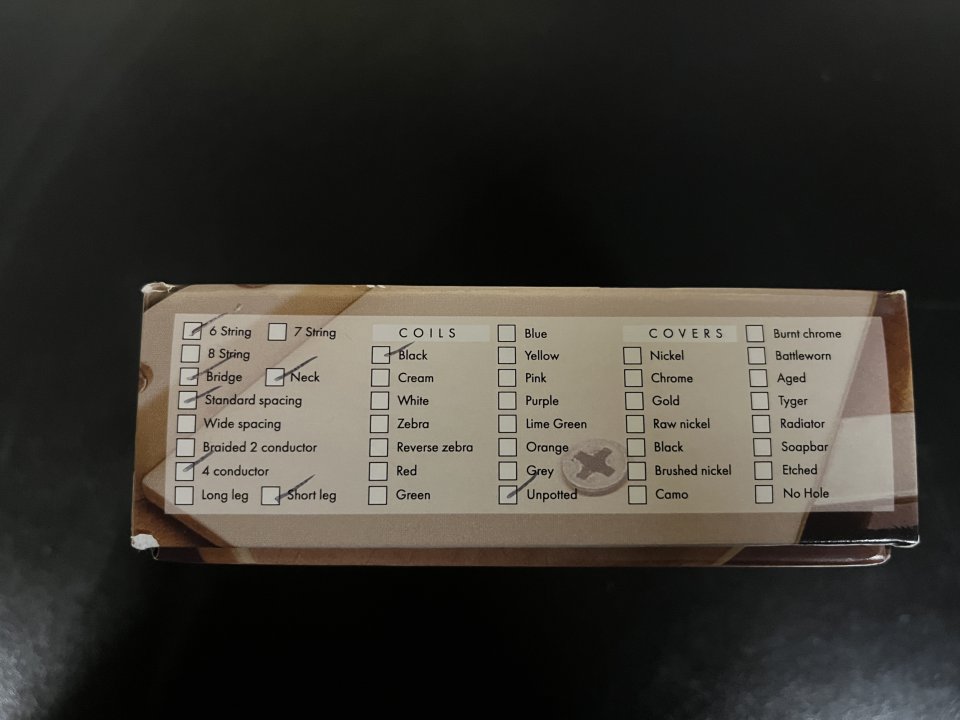 6 String 7 String
8 String
Bridge Neck
Standard spacing
Wide spacing
Braided 2 conductor
4 conductor
Long leg Short leg
COILS
Black
Cream
White
Zebra
Reverse zebra
Red
Green
Blue
Yellow
Pink
Purple
Lime Green
Orange
Grey
Unpotted
COVERS
Nickel
Chrome
Gold
Raw nickel
Black
Brushed nickel
Camo
Burnt chrome
Battleworn
Aged
Tyger
Radiator
Soapbar
Etched
No Hole